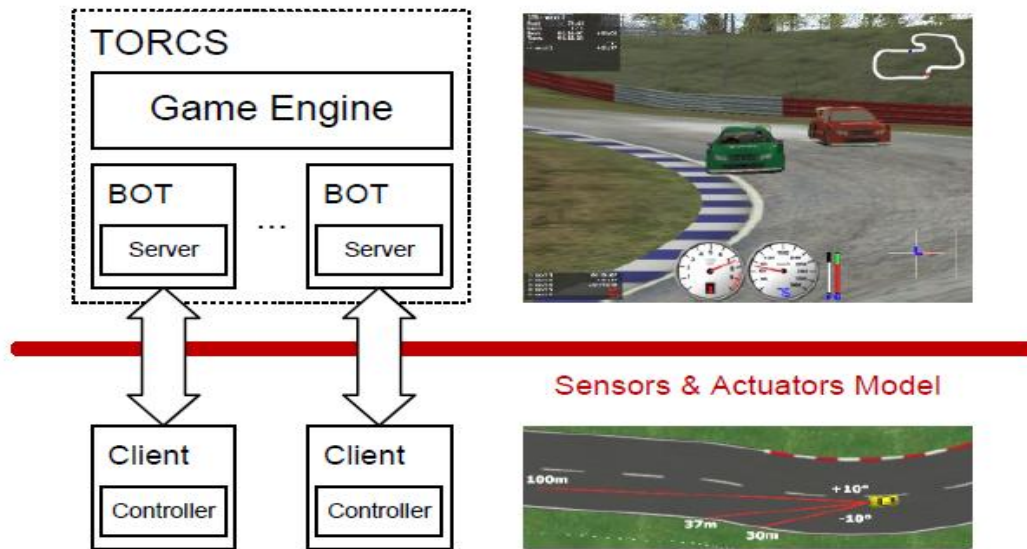 TORCS
Game Engine
BOT
Server
...
BOT
Server
Sensors & Actuators Model
Client
Controller
Client
Controller
100m
+10°
-10°
37m
30m